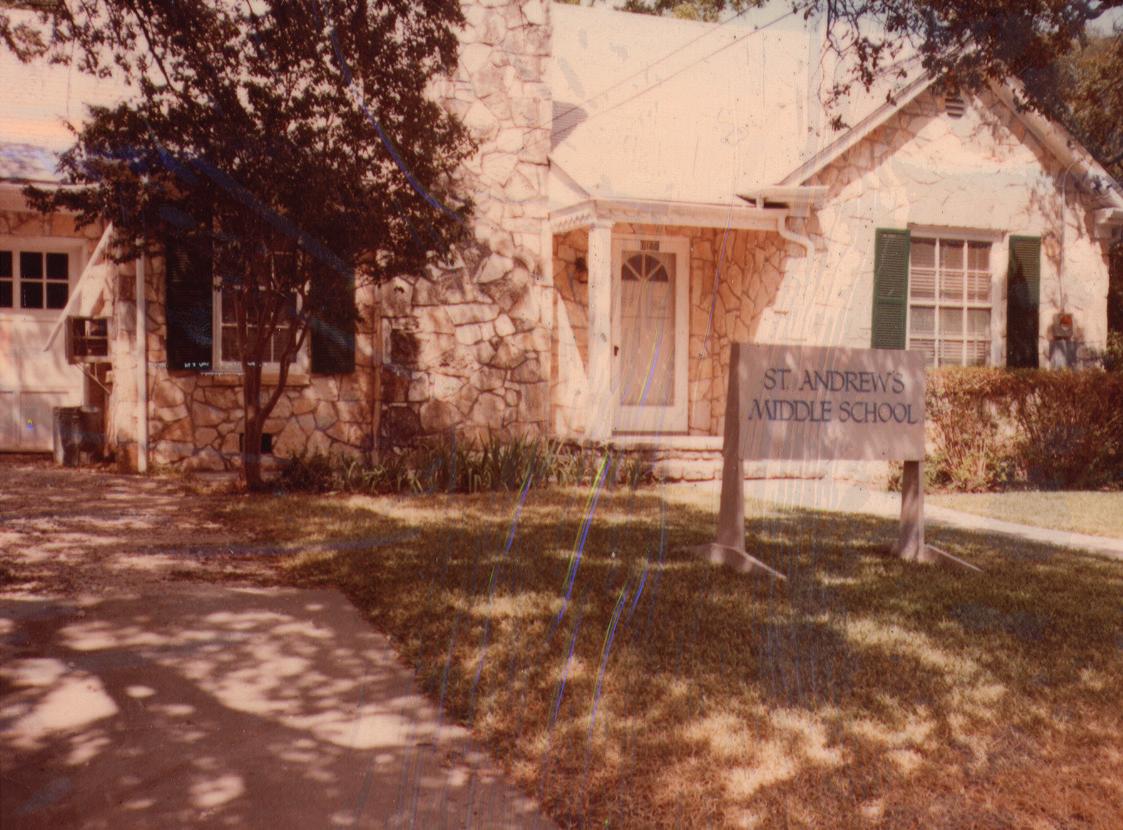 ST. ANDREW'S
MIDDLE SCHOOL